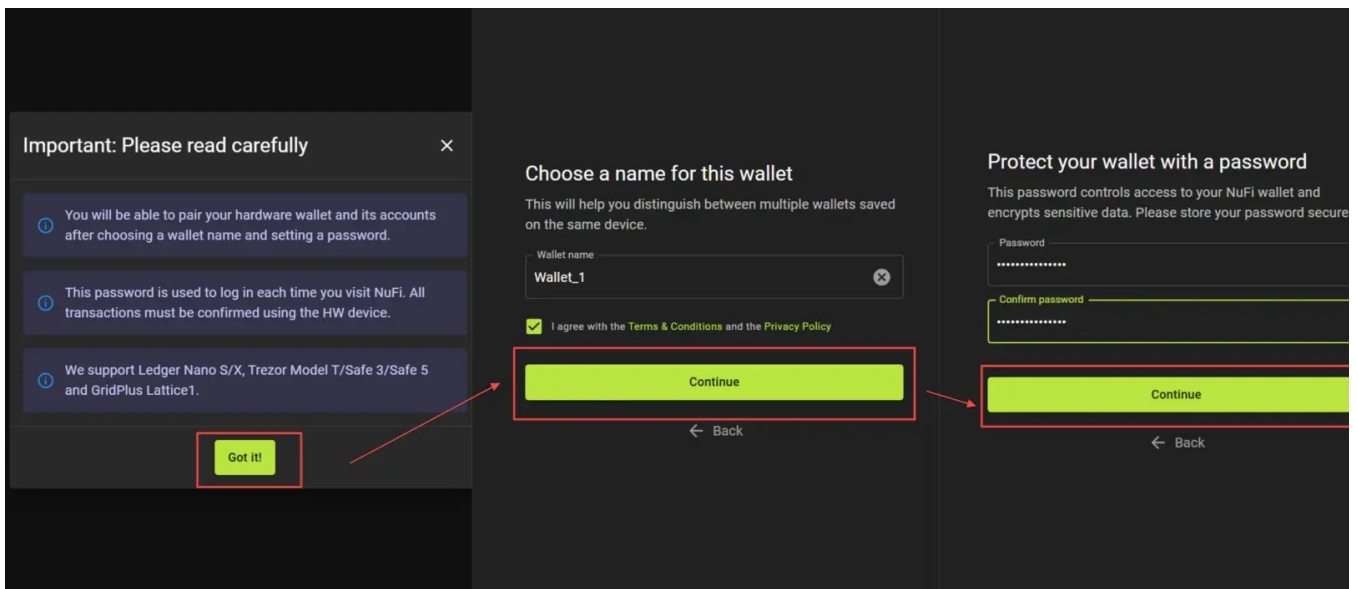 Important: Please read carefully
You will be able to pair your hardware wallet and its accounts
after choosing a wallet name and setting a password.
This password is used to log in each time you visit NuFi. All
transactions must be confirmed using the HW device.
We support Ledger Nano S/X, Trezor Model T/Safe 3/Safe 5
and GridPlus Lattice1.
Got it!
Choose a name for this wallet
This will help you distinguish between multiple wallets saved
on the same device.
Wallet name
Wallet_1
I agree with the Terms & Conditions and the Privacy Policy
Continue
Back
Protect your wallet with a password
This password controls access to your NuFi wallet and
encrypts sensitive data. Please store your password secure
Password
•••••••••••••••
Confirm password
•••••••••••••••
Continue
Back